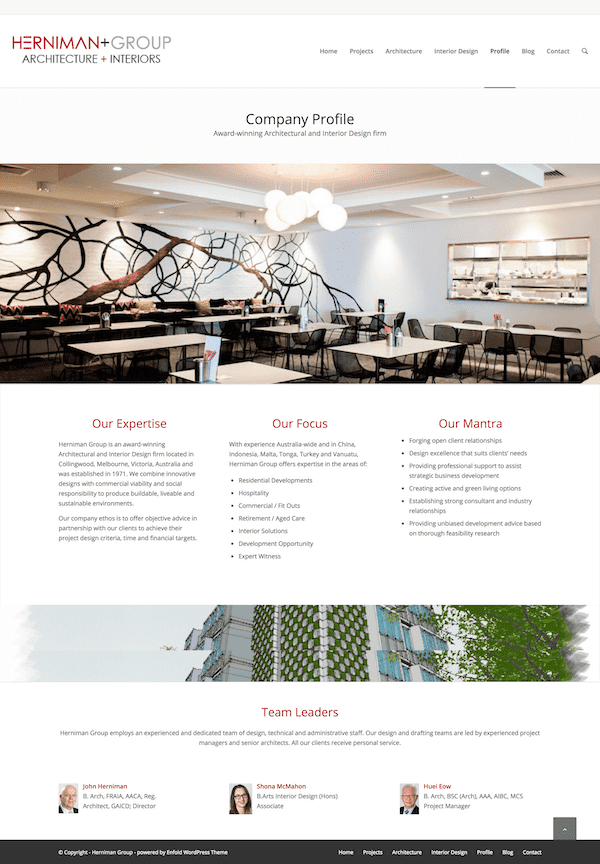 HERNIMAN+GROUP
ARCHITECTURE + INTERIORS
Home Projects Architecture Interior Design Profile Blog Contact
Company Profile
Award-winning Architectural and Interior Design firm
Our Expertise
Herniman Group is an award-winning
Architectural and Interior Design firm located in
Collingwood, Melbourne, Victoria, Australia and
was established in 1971. We combine innovative
designs with commercial viability and social
responsibility to produce buildable, liveable and
sustainable environments.
Our company ethos is to offer objective advice in
partnership with our clients to achieve their
project design criteria, time and financial targets.
Our Focus
With experience Australia-wide and in China,
Indonesia, Malta, Tonga, Turkey and Vanuatu,
Herniman Group offers expertise in the areas of:
• Residential Developments
• Hospitality
• Commercial / Fit Outs
• Retirement / Aged Care
• Interior Solutions
• Development Opportunity
• Expert Witness
Our Mantra
• Forging open client relationships
• Design excellence that suits clients' needs
• Providing professional support to assist
strategic business development
• Creating active and green living options
• Establishing strong consultant and industry
relationships
• Providing unbiased development advice based
on thorough feasibility research
Team Leaders
Herniman Group employs an experienced and dedicated team of design, technical and administrative staff. Our design and drafting teams are led by experienced project
managers and senior architects. All our clients receive personal service.
John Herniman
B. Arch, FRAIA, AACA, Reg.
Architect, GAICD; Director
Shona McMahon
B.Arts Interior Design (Hons)
Associate
Huei Eow
B. Arch, BSC (Arch), AAA, AIBC, MCS
Project Manager
© Copyright - Herniman Group - powered by Enfold WordPress Theme
Home Projects Architecture Interior Design Profile Blog Contact